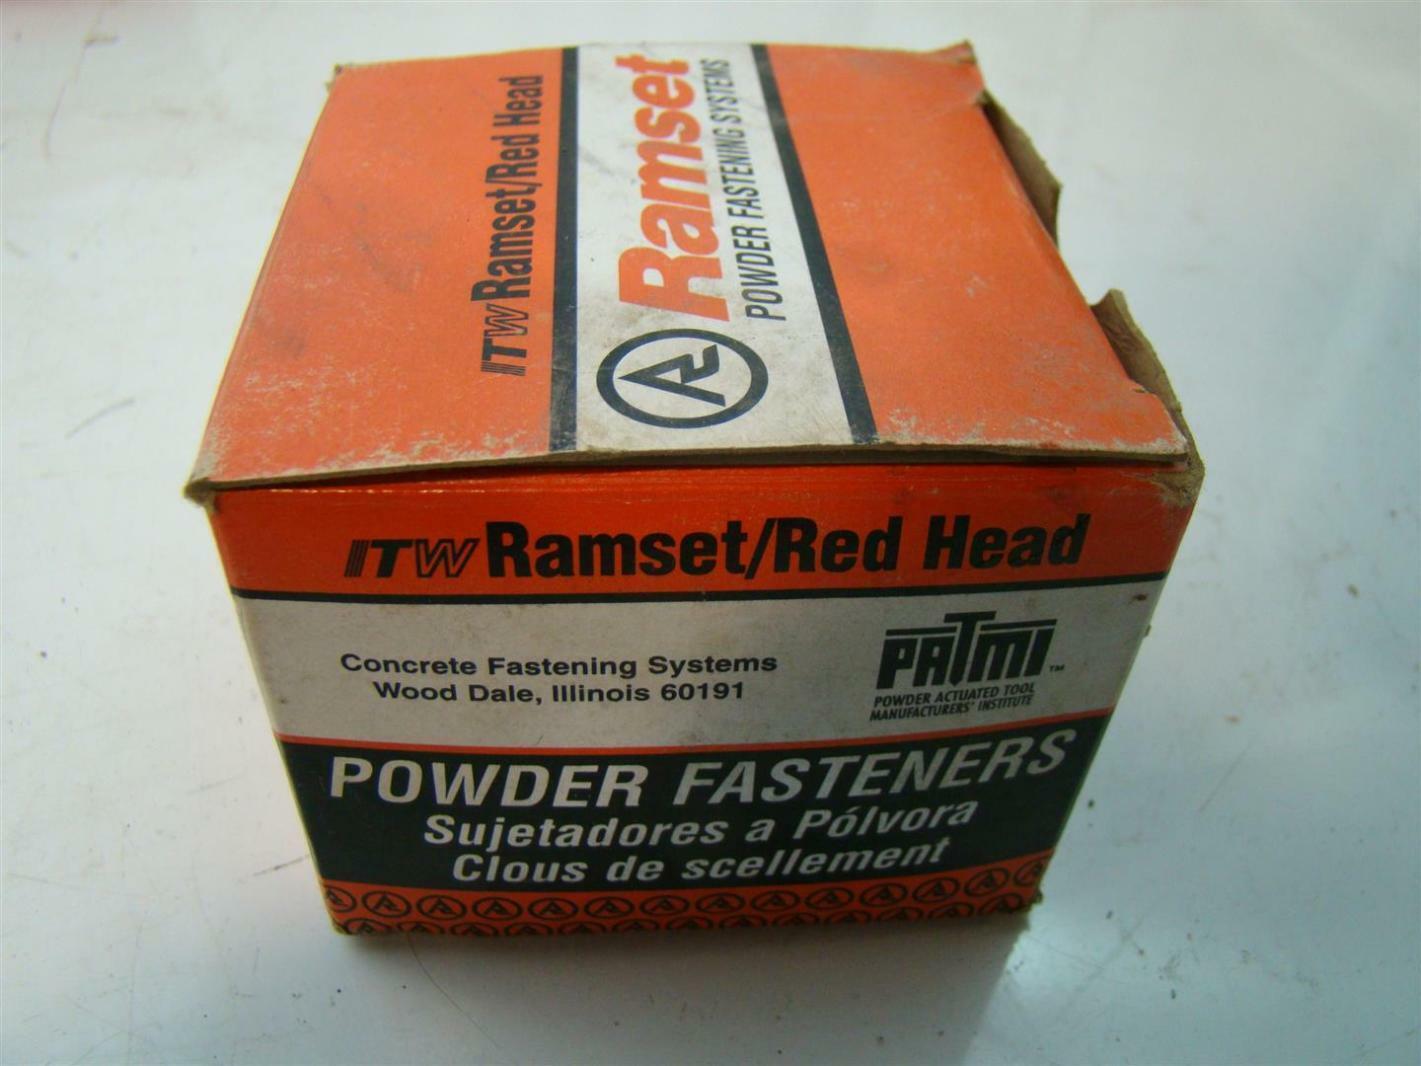 ITW Ramset/Red Head
Ramset
POWDER FASTENING SYSTEMS
ITW Ramset/Red Head
Concrete Fastening Systems
Wood Dale, Illinois 60191
PATMI™
POWDER ACTUATED TOOL
MANUFACTURERS' INSTITUTE
POWDER FASTENERS
Sujetadores a Pólvora
Clous de scellement